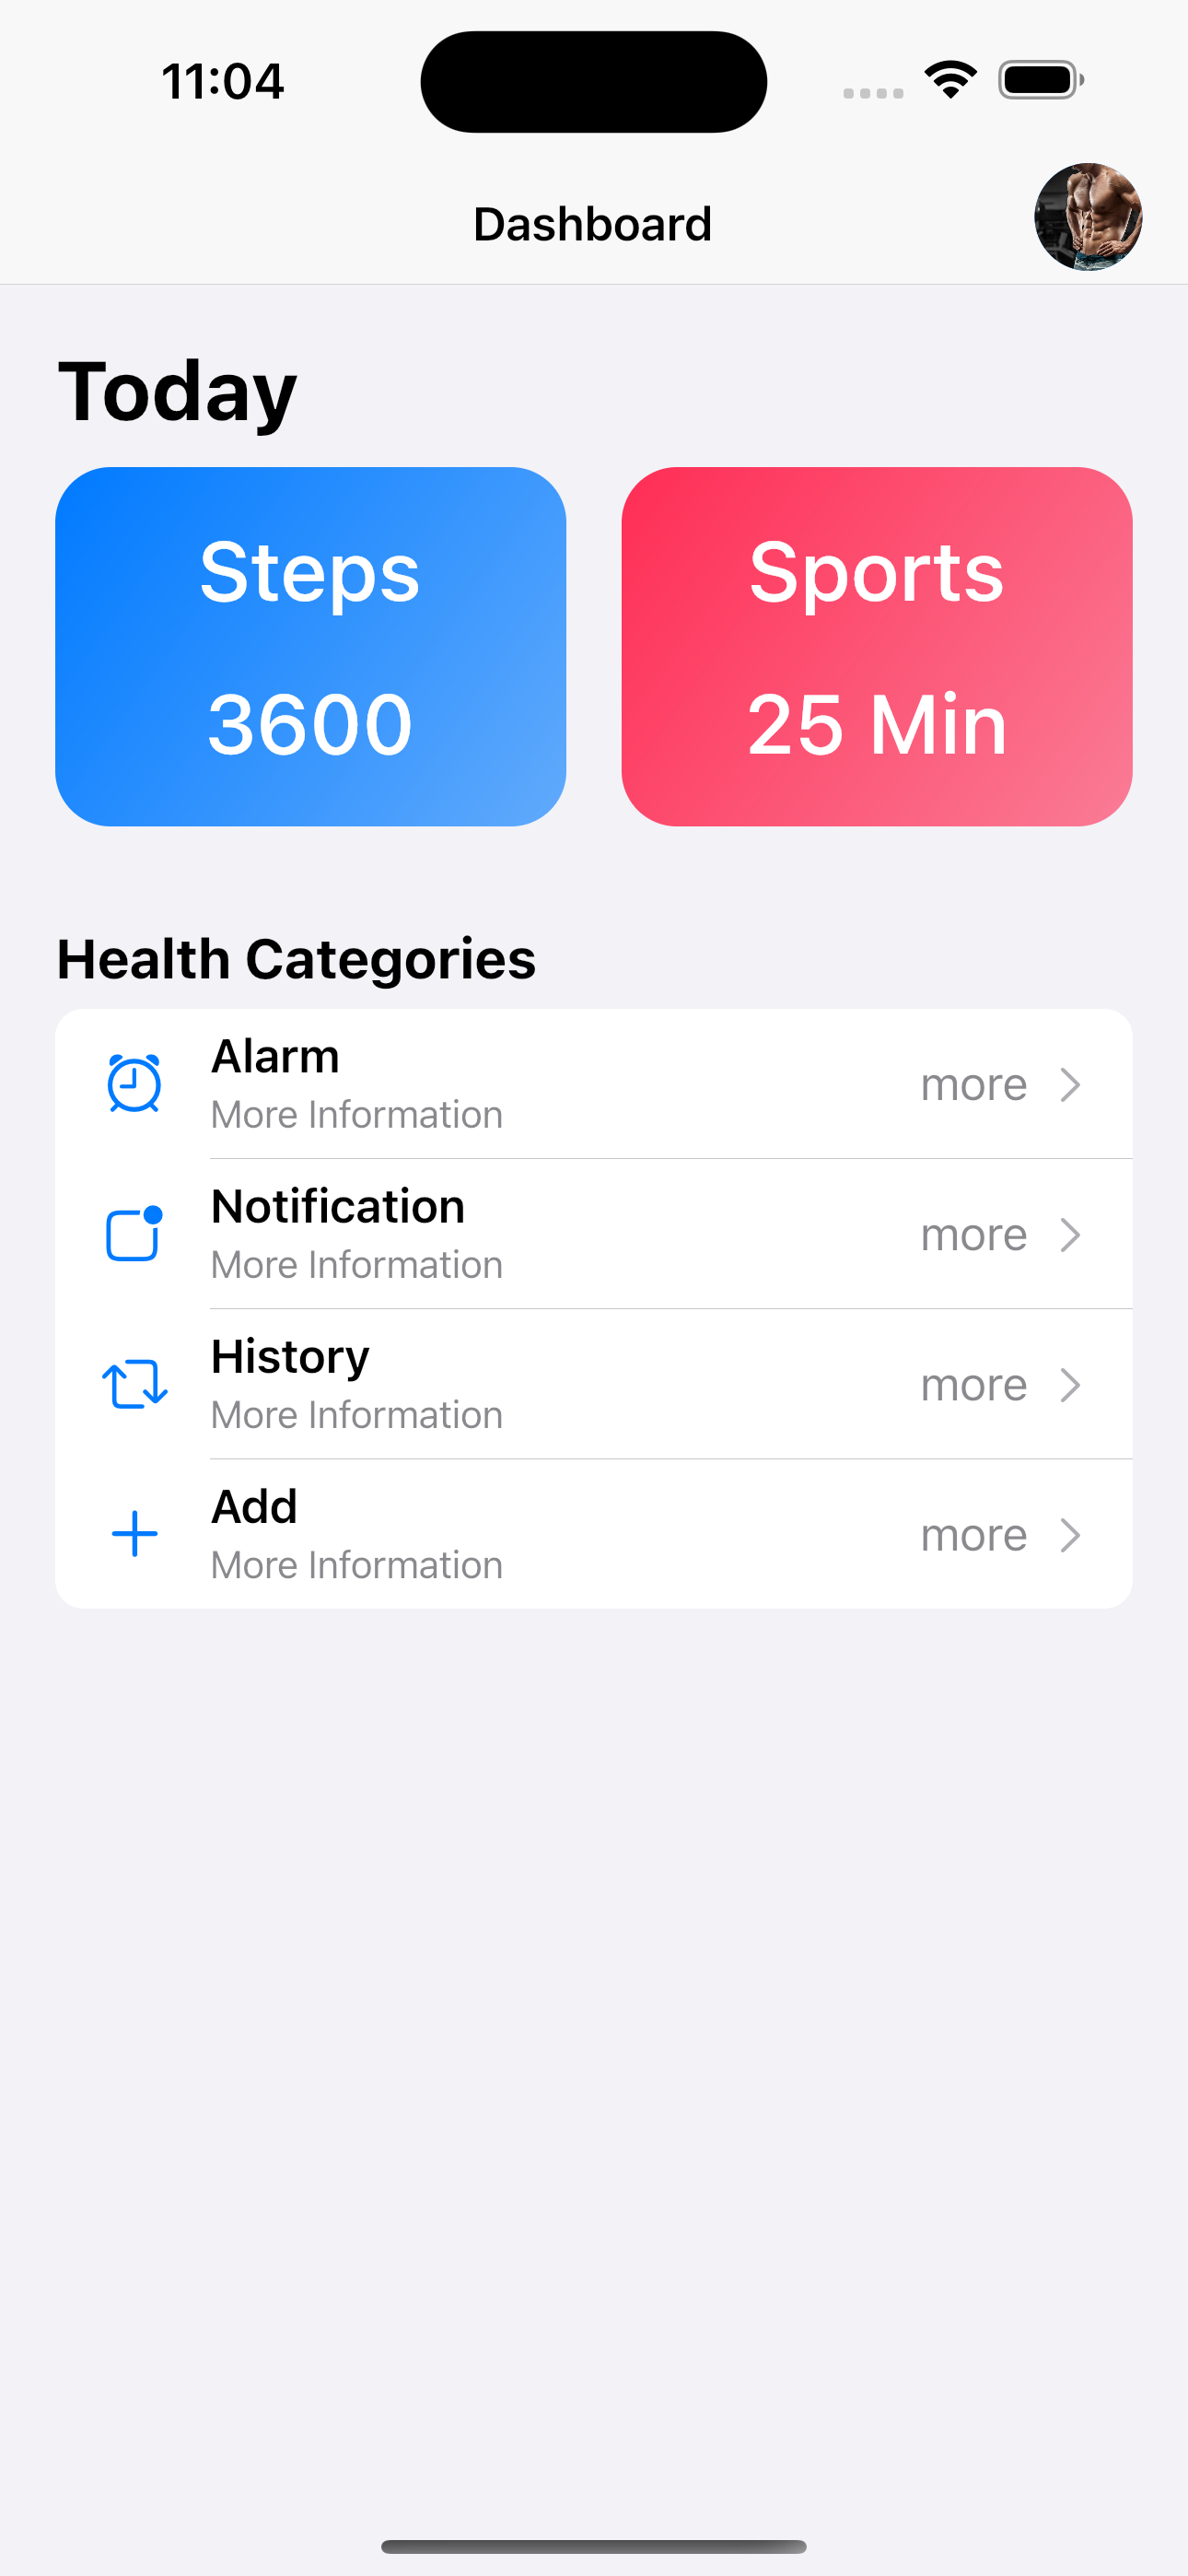 11:04
Dashboard
Today
Steps
3600
Sports
25 Min
Health Categories
Alarm
More Information
more
Notification
More Information
more
History
More Information
more
Add
More Information
more